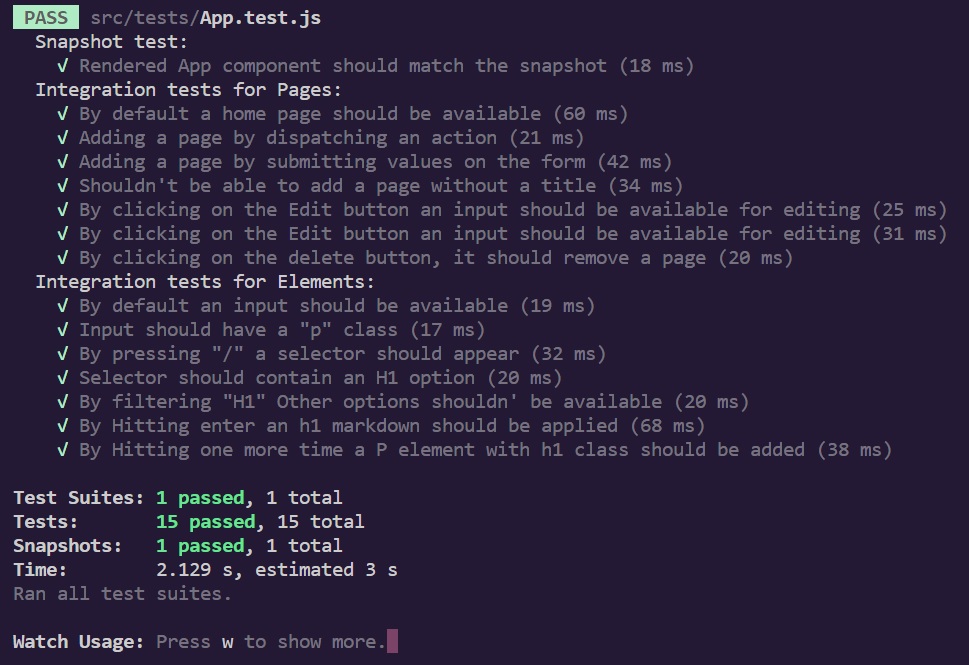 PASS src/tests/App.test.js
Snapshot test:
√ Rendered App component should match the snapshot (18 ms)
Integration tests for Pages:
√ By default a home page should be available (60 ms)
√ Adding a page by dispatching an action (21 ms)
√ Adding a page by submitting values on the form (42 ms)
√ Shouldn't be able to add a page without a title (34 ms)
√ By clicking on the Edit button an input should be available for editing (25 ms)
√ By clicking on the Edit button an input should be available for editing (31 ms)
√ By clicking on the delete button, it should remove a page (20 ms)
Integration tests for Elements:
√ By default an input should be available (19 ms)
√ Input should have a "p" class (17 ms)
√ By pressing "/" a selector should appear (32 ms)
√ Selector should contain an H1 option (20 ms)
√ By filtering "H1" Other options shouldn' be available (20 ms)
√ By Hitting enter an h1 markdown should be applied (68 ms)
√ By Hitting one more time a P element with h1 class should be added (38 ms)
Test Suites: 1 passed, 1 total
Tests: 15 passed, 15 total
Snapshots: 1 passed, 1 total
Time: 2.129 s, estimated 3 s
Ran all test suites.
Watch Usage: Press w to show more.